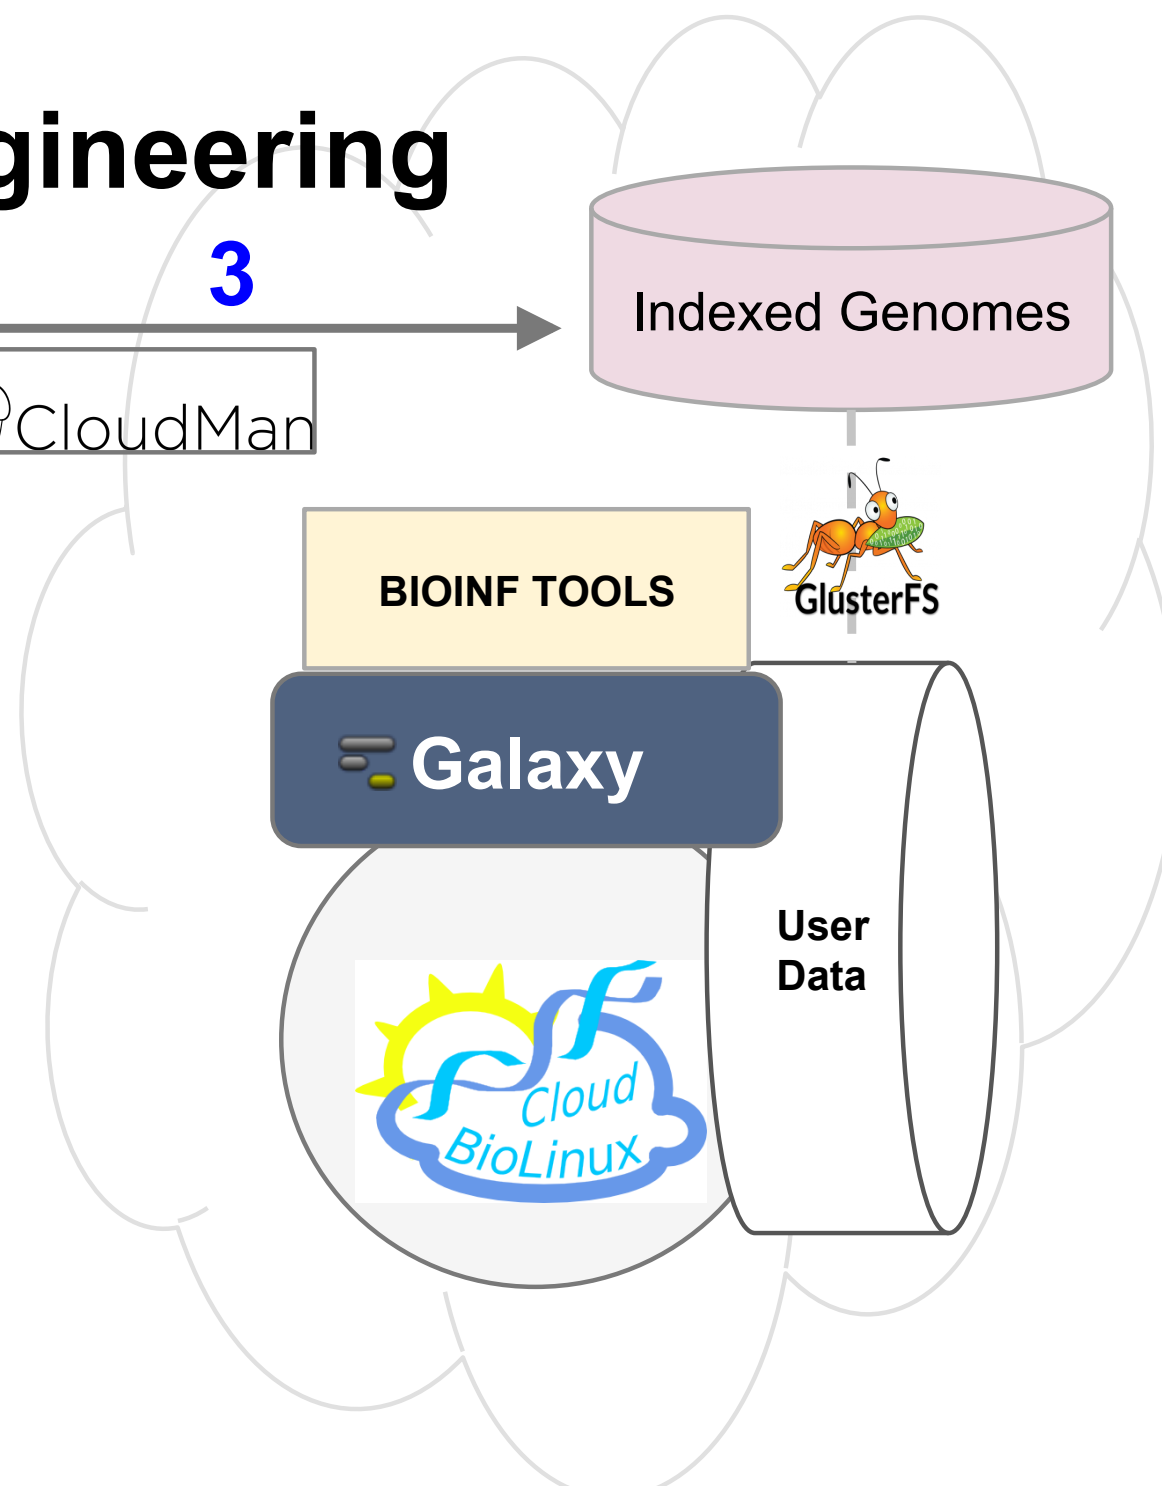 gineering
3
Indexed Genomes
CloudMan
BIOINF TOOLS
GlusterFS
Galaxy
User
Data
Cloud
BioLinux